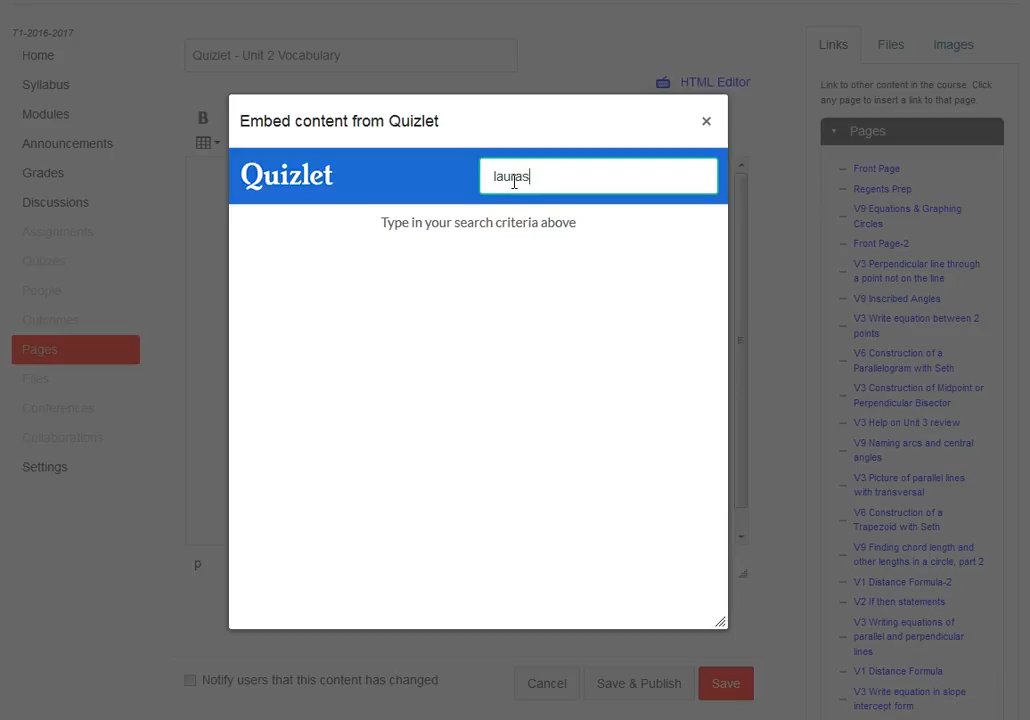 T1-2016-2017
Home
Syllabus
Modules
Announcements
Grades
Discussions
Assignments
Quizzes
People
Outcomes
Pages
Files
Conferences
Collaborations
Settings
Quizlet - Unit 2 Vocabulary
HTML Editor
B
Embed content from Quizlet
×
Quizlet
lauras
Type in your search criteria above
p
Notify users that this content has changed
Cancel
Save & Publish
Save
Links
Files
Images
Link to other content in the course. Click
any page to insert a link to that page.
Pages
Front Page
Regents Prep
V9 Equations & Graphing
Circles
Front Page-2
V3 Perpendicular line through
a point not on the line
V9 Inscribed Angles
V3 Write equation between 2
points
V6 Construction of a
Parallelogram with Seth
V3 Construction of Midpoint or
Perpendicular Bisector
V3 Help on Unit 3 review
V9 Naming arcs and central
angles
V3 Picture of parallel lines
with transversal
V6 Construction of a
Trapezoid with Seth
V9 Finding chord length and
other lengths in a circle, part 2
V1 Distance Formula-2
V2 If then statements
V3 Writing equations of
parallel and perpendicular
lines
V1 Distance Formula
V3 Write equation in slope
intercept form